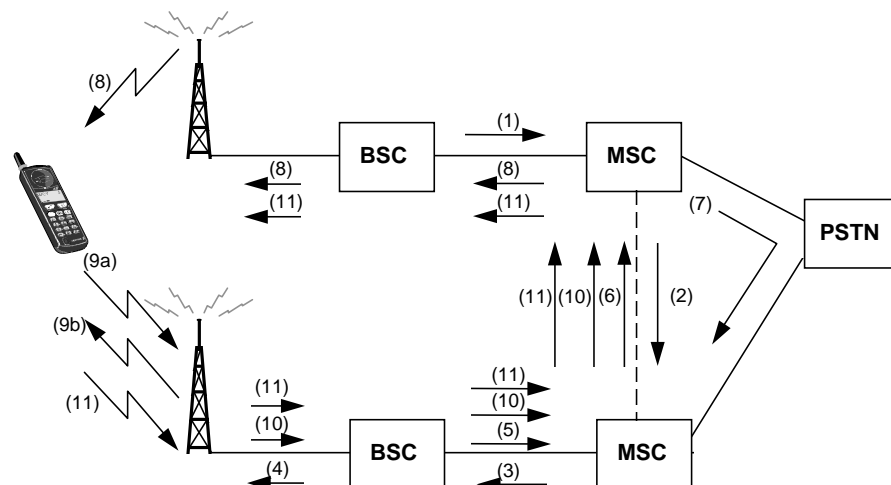 (8)
(1)
BSC
MSC
(8)
(8)
(11)
(11)
(7)
PSTN
(9a)
(9b)
(11)
(10)
(6)
(2)
(11)
(11)
(11)
(10)
(10)
(5)
BSC
MSC
(4)
(3)